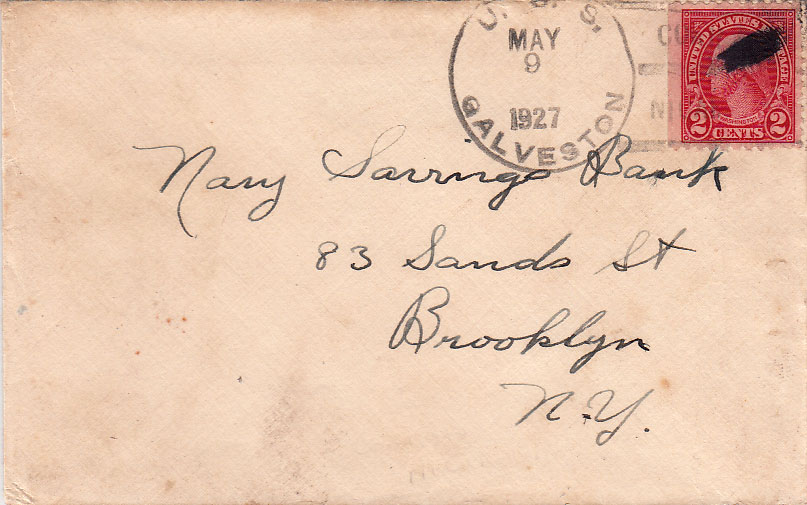 U. S. S.
MAY
9
1927
GALVESTON
UNITED STATES POSTAGE
2 CENTS 2
Navy Savings Bank
83 Sands St
Brooklyn
N.Y.